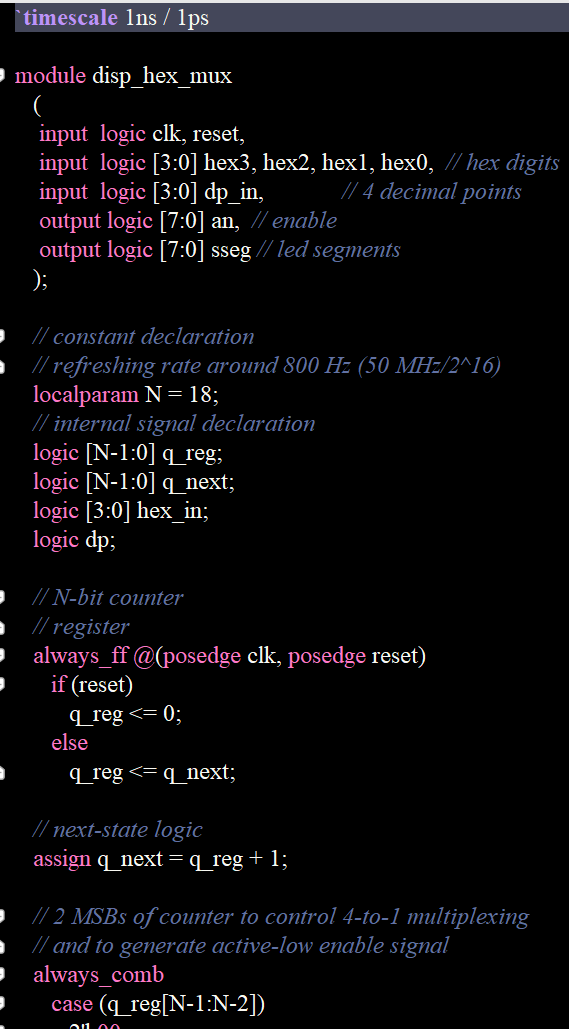 `timescale 1ns / 1ps
module disp_hex_mux
(
input logic clk, reset,
input logic [3:0] hex3, hex2, hex1, hex0, // hex digits
input logic [3:0] dp_in, // 4 decimal points
output logic [7:0] an, // enable
output logic [7:0] sseg // led segments
);
// constant declaration
// refreshing rate around 800 Hz (50 MHz/2^16)
localparam N = 18;
// internal signal declaration
logic [N-1:0] q_reg;
logic [N-1:0] q_next;
logic [3:0] hex_in;
logic dp;
// N-bit counter
// register
always_ff @(posedge clk, posedge reset)
if (reset)
q_reg <= 0;
else
q_reg <= q_next;
// next-state logic
assign q_next = q_reg + 1;
// 2 MSBs of counter to control 4-to-1 multiplexing
// and to generate active-low enable signal
always_comb
case (q_reg[N-1:N-2])